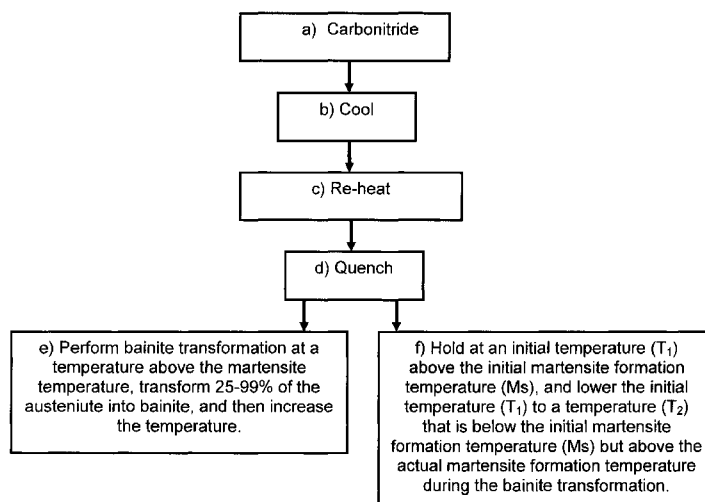 a) Carbonitride
b) Cool
c) Re-heat
d) Quench
e) Perform bainite transformation at a
temperature above the martensite
temperature, transform 25-99% of the
austeniute into bainite, and then increase
the temperature.
f) Hold at an initial temperature (T₁)
above the initial martensite formation
temperature (Ms), and lower the initial
temperature (T₁) to a temperature (T₂)
that is below the initial martensite
formation temperature (Ms) but above the
actual martensite formation temperature
during the bainite transformation.